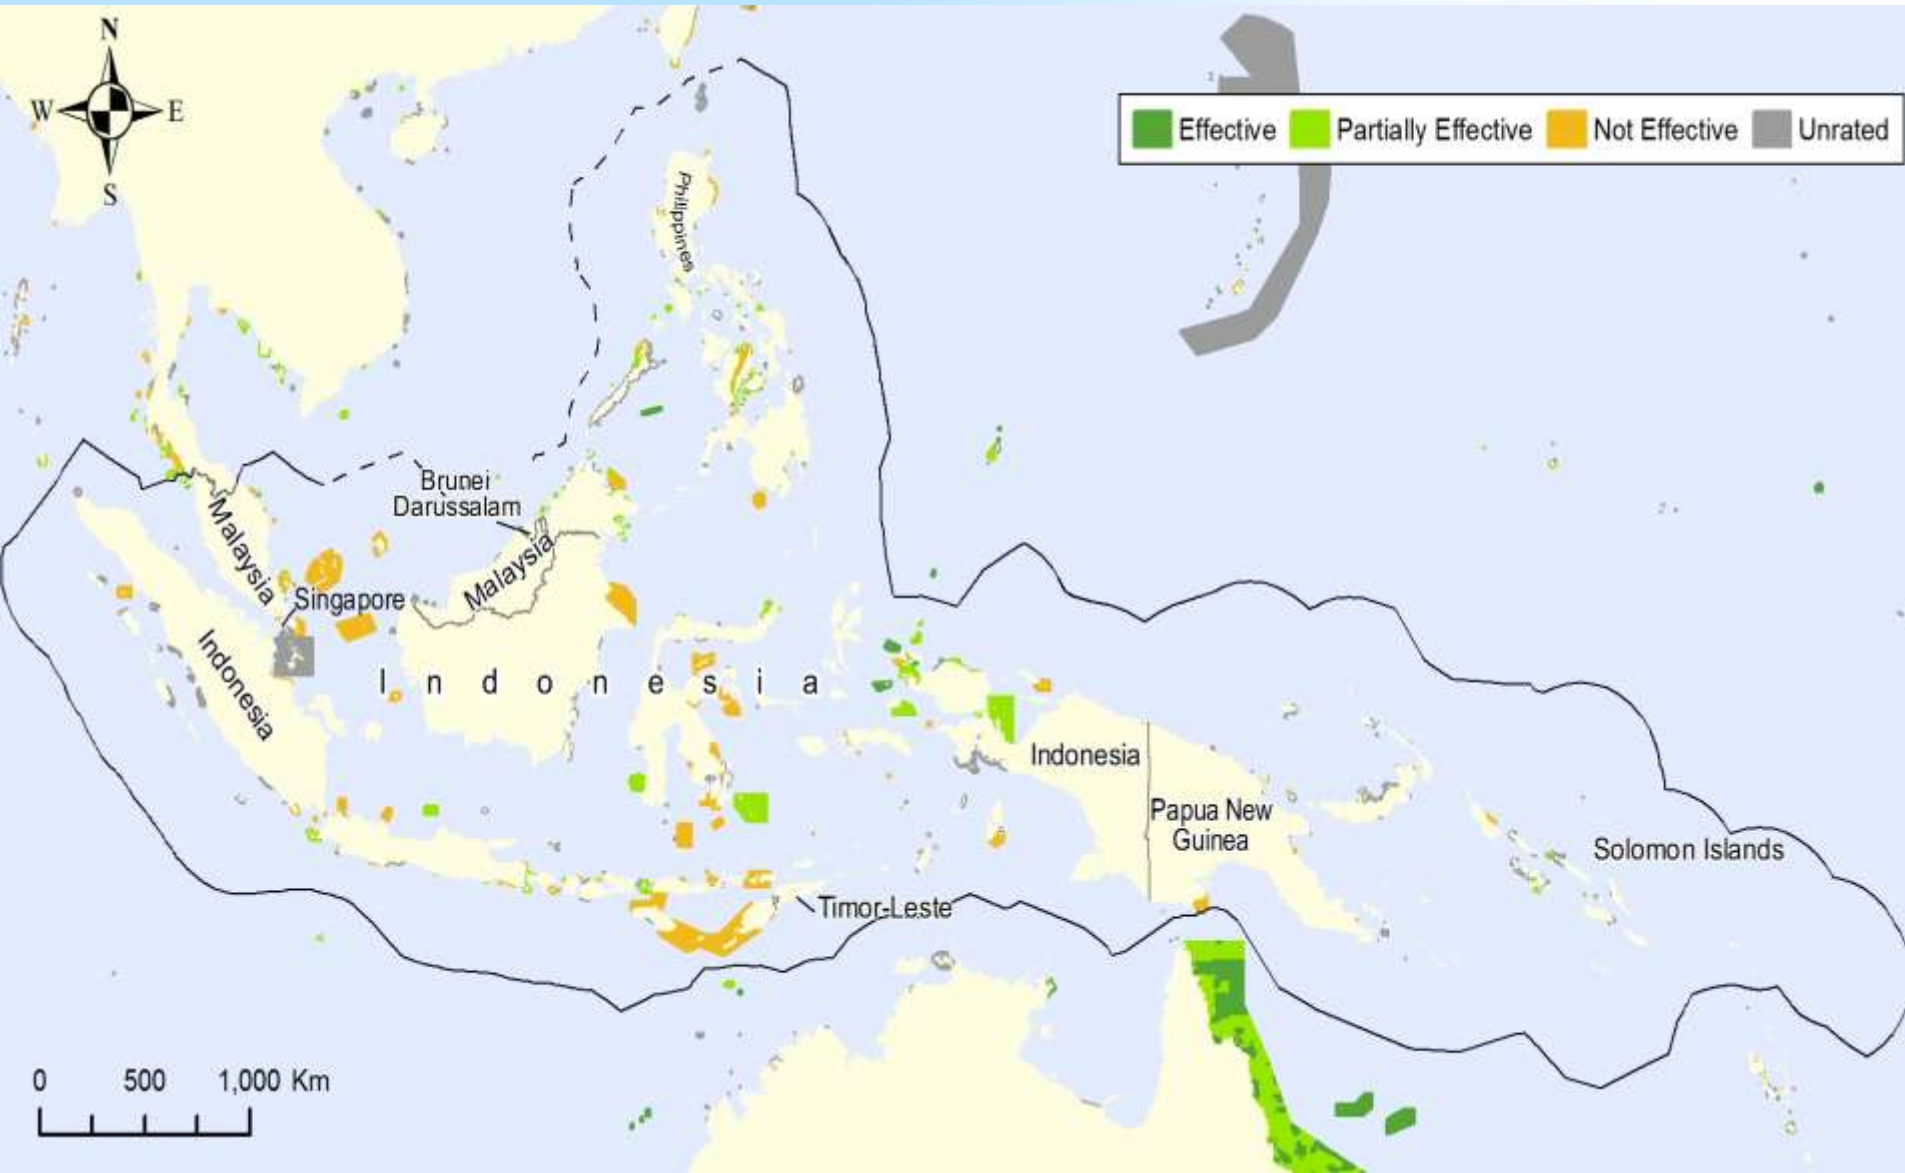 N
W E
S
Effective Partially Effective Not Effective Unrated
Philippines
Brunei
Darussalam
Malaysia
Malaysia
Singapore
Indonesia
Indonesia
Indonesia
Papua New
Guinea
Solomon Islands
Timor-Leste
0 500 1,000 Km